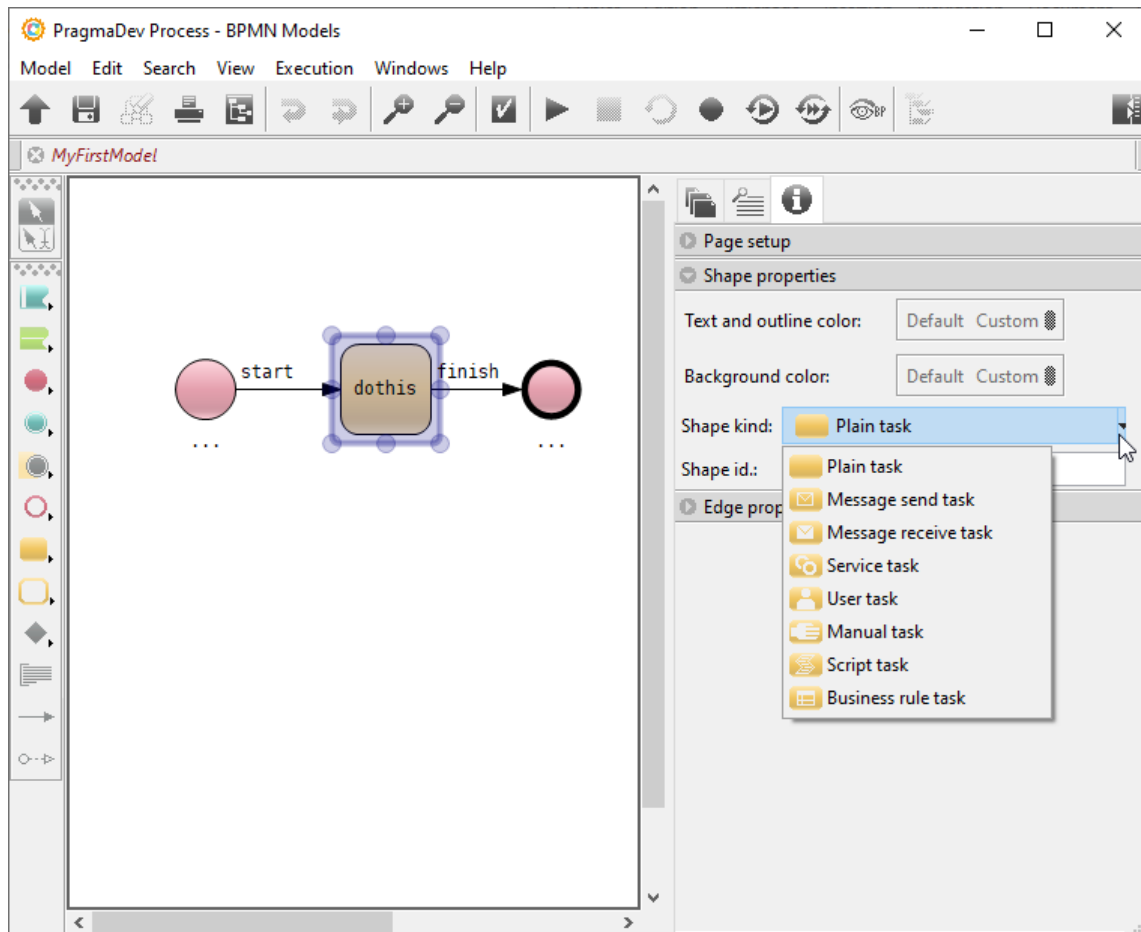 PragmaDev Process - BPMN Models
Model Edit Search View Execution Windows Help
BP
MyFirstModel
Page setup
Shape properties
Text and outline color: Default Custom
Background color: Default Custom
Shape kind: Plain task
Shape id.:
Edge prop
Plain task
Message send task
Message receive task
Service task
User task
Manual task
Script task
Business rule task
start
dothis
finish
...
...